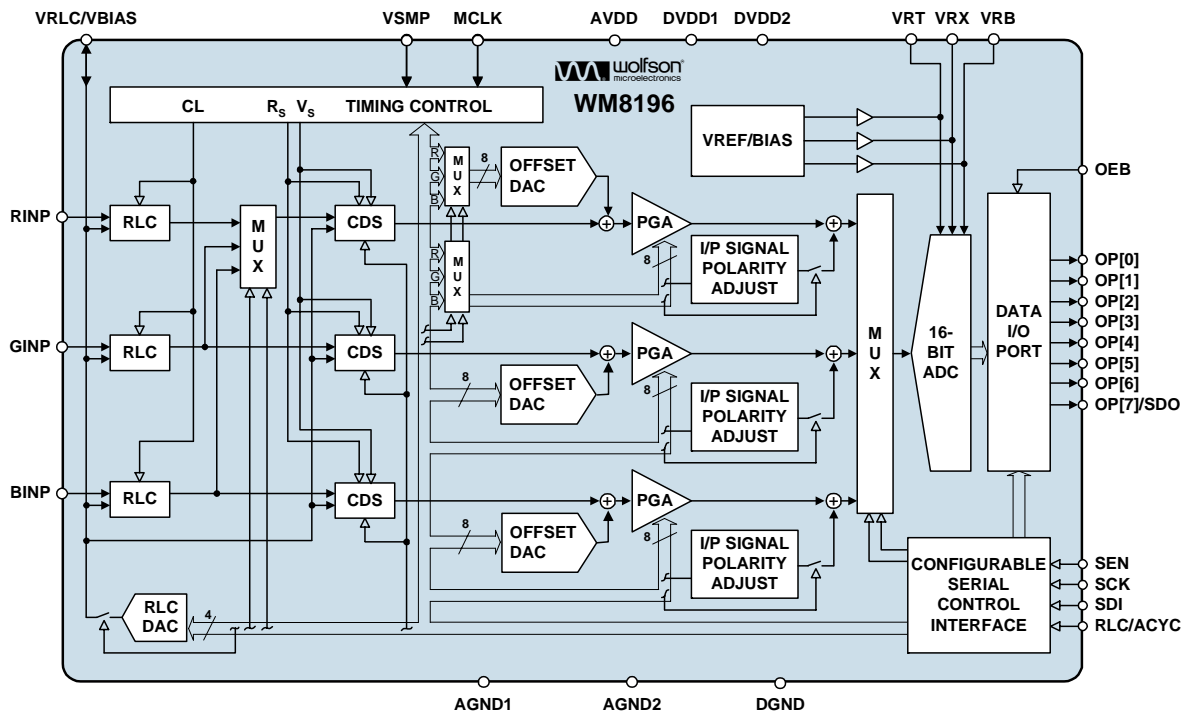 VRLC/VBIAS VSMP MCLK AVDD DVDD1 DVDD2 VRT VRX VRB
wolfson
microelectronics
WM8196
CL RS VS TIMING CONTROL
VREF/BIAS
R
G
B
MUX
8
OFFSET
DAC
OEB
RINP
RLC
MUX
CDS
PGA
R
G
B
MUX
8
I/P SIGNAL
POLARITY
ADJUST
GINP
RLC
CDS
PGA
8
OFFSET
DAC
8
I/P SIGNAL
POLARITY
ADJUST
MUX
16-
BIT
ADC
DATA
I/O
PORT
OP[0]
OP[1]
OP[2]
OP[3]
OP[4]
OP[5]
OP[6]
OP[7]/SDO
BINP
RLC
CDS
PGA
8
OFFSET
DAC
8
I/P SIGNAL
POLARITY
ADJUST
CONFIGURABLE
SERIAL
CONTROL
INTERFACE
SEN
SCK
SDI
RLC/ACYC
RLC
DAC
4
AGND1 AGND2 DGND